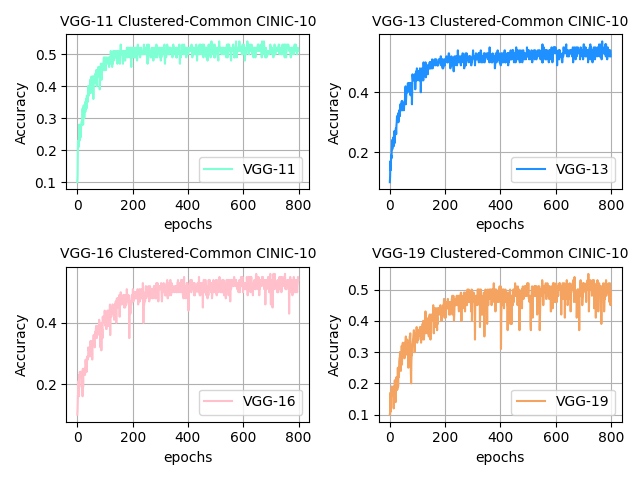 VGG-11 Clustered-Common CINIC-10
Accuracy
0.5
0.4
0.3
0.2
0.1
VGG-11
0 200 400 600 800
epochs
VGG-13 Clustered-Common CINIC-10
Accuracy
0.4
0.2
VGG-13
0 200 400 600 800
epochs
VGG-16 Clustered-Common CINIC-10
Accuracy
0.4
0.2
VGG-16
0 200 400 600 800
epochs
VGG-19 Clustered-Common CINIC-10
Accuracy
0.5
0.4
0.3
0.2
0.1
VGG-19
0 200 400 600 800
epochs